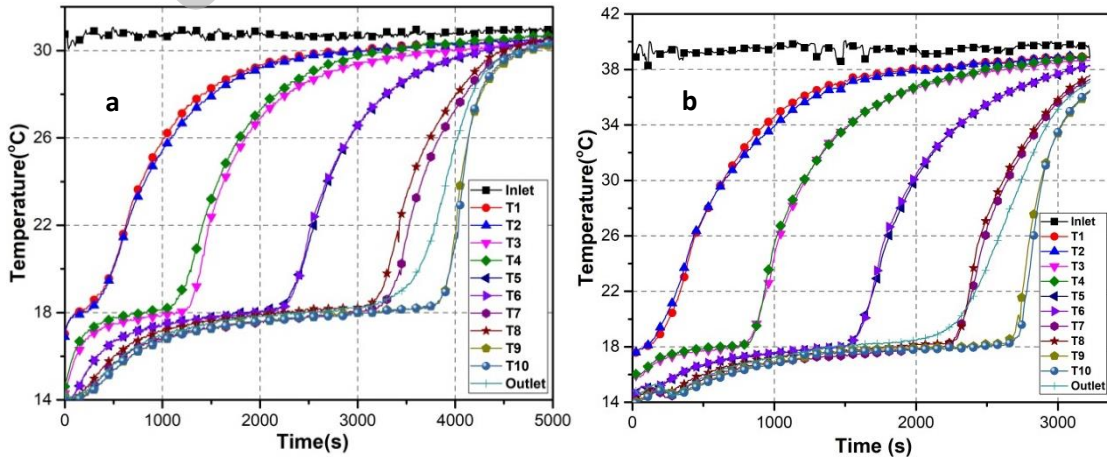 a
Temperature(°C)
30
26
22
18
14
0 1000 2000 3000 4000 5000
Time(s)
Inlet
T1
T2
T3
T4
T5
T6
T7
T8
T9
T10
Outlet
b
Temperature(°C)
42
38
34
30
26
22
18
14
0 1000 2000 3000
Time (s)
Inlet
T1
T2
T3
T4
T5
T6
T7
T8
T9
T10
Outlet